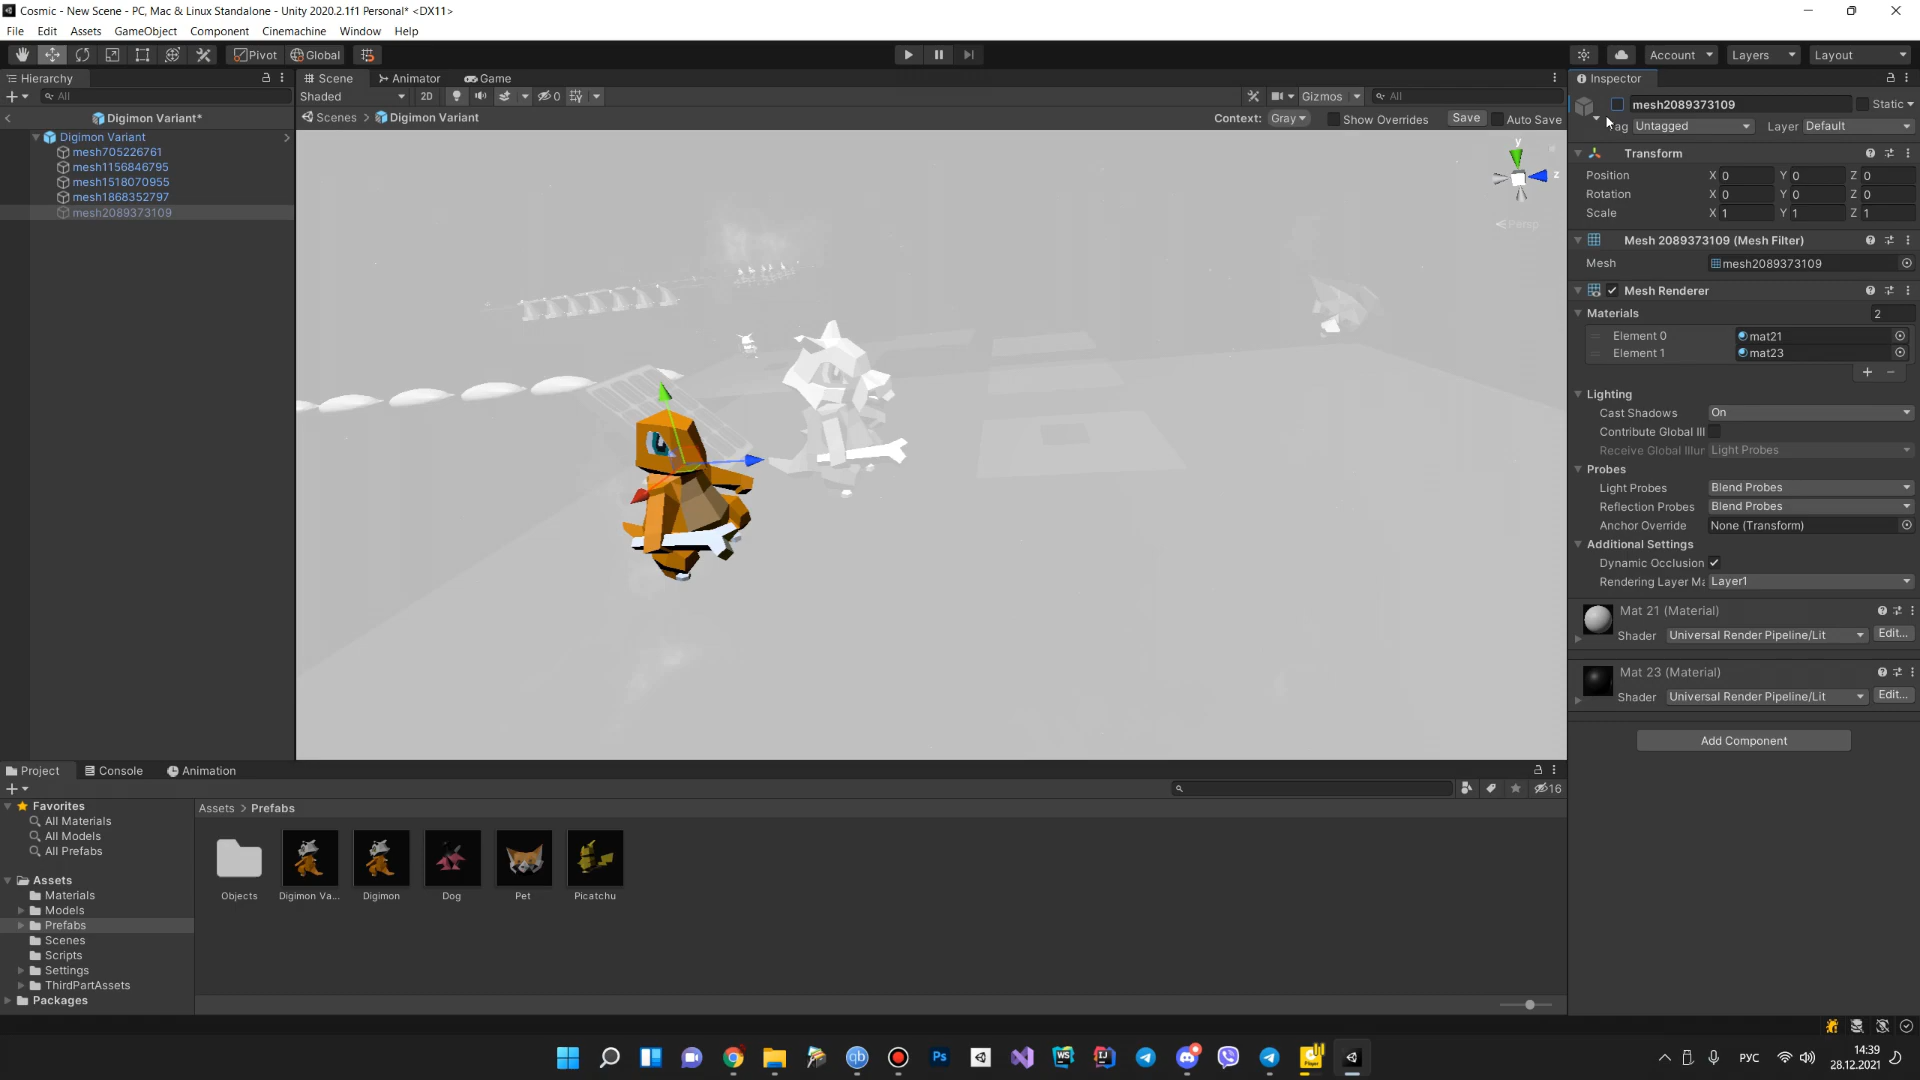 Cosmic - New Scene - PC, Mac & Linux Standalone - Unity 2020.2.1f1 Personal* <DX11>
File Edit Assets GameObject Component Cinemachine Window Help
Pivot Global Account Layers Layout
Hierarchy Scene Animator Game Inspector
All Shaded 2D 0 Gizmos All mesh2089373109 Static
Digimon Variant* Scenes > Digimon Variant Context: Gray Show Overrides Save Auto Save
ag Untagged Layer Default
Digimon Variant
mesh705226761
mesh1156846795
mesh1518070955
mesh1868352797
mesh2089373109
y
z
Persp
Transform
Position X 0 Y 0 Z 0
Rotation X 0 Y 0 Z 0
Scale X 1 Y 1 Z 1
Mesh 2089373109 (Mesh Filter)
Mesh mesh2089373109
Mesh Renderer
Materials 2
Element 0 mat21
Element 1 mat23
Lighting
Cast Shadows On
Contribute Global Ill
Receive Global Illur Light Probes
Probes
Light Probes Blend Probes
Reflection Probes Blend Probes
Anchor Override None (Transform)
Additional Settings
Dynamic Occlusion
Rendering Layer Ma Layer1
Mat 21 (Material)
Shader Universal Render Pipeline/Lit Edit...
Mat 23 (Material)
Shader Universal Render Pipeline/Lit Edit...
Add Component
Project Console Animation
16
Favorites
All Materials
All Models
All Prefabs
Assets
Materials
Models
Prefabs
Scenes
Scripts
Settings
ThirdPartAssets
Packages
Assets > Prefabs
Objects Digimon Va... Digimon Dog Pet Picatchu
qb Ps WS IJ
РУС 14:39
28.12.2021